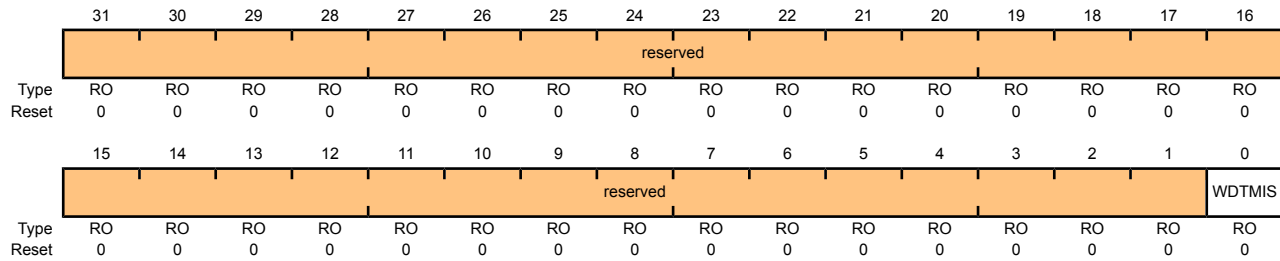 31 30 29 28 27 26 25 24 23 22 21 20 19 18 17 16
reserved
Type RO RO RO RO RO RO RO RO RO RO RO RO RO RO RO RO
Reset 0 0 0 0 0 0 0 0 0 0 0 0 0 0 0 0
15 14 13 12 11 10 9 8 7 6 5 4 3 2 1 0
reserved WDTMIS
Type RO RO RO RO RO RO RO RO RO RO RO RO RO RO RO RO
Reset 0 0 0 0 0 0 0 0 0 0 0 0 0 0 0 0